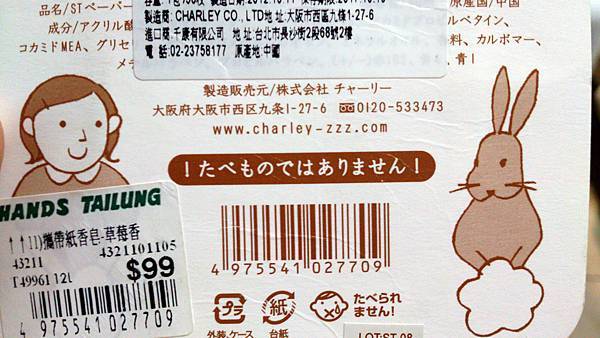 品名/STペーパー
成分/アクリル酸
コカミドMEA、グリセ
製造商: CHARLEY CO., LTD地址:大阪市西區九條1-27-6
進口商:千康有限公司 地址:台北市長沙街2段68號2樓
電 話:02-23758177 原產地:中國
原産国/中国
ロピルベタイン、
料、カルボマー、
青1
製造販売元/株式会社 チャーリー
大阪府大阪市西区九条1-27-6 0120-533473
www.charley-zzz.com
!たべものではありません!
4 975541 027709
プラ
紙
たべられ
ません!
外装、ケース
台紙
LOT:ST-08
HANDS TAILUNG
↑↑11)攜帶紙香皂-草莓香
43211 4321101105
T49961 12L $99
4 975541 027709